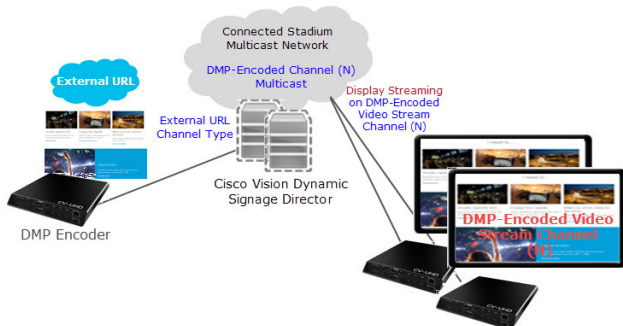 Connected Stadium
Multicast Network
DMP-Encoded Channel (N)
Multicast
External URL
External URL
Channel Type
Display Streaming
on DMP-Encoded
Video Stream
Channel (N)
Cisco Vision Dynamic
Signage Director
CV-UHD
DMP Encoder
DMP-Encoded Video
Stream Channel
(N)
CV-UHD
CV-UHD